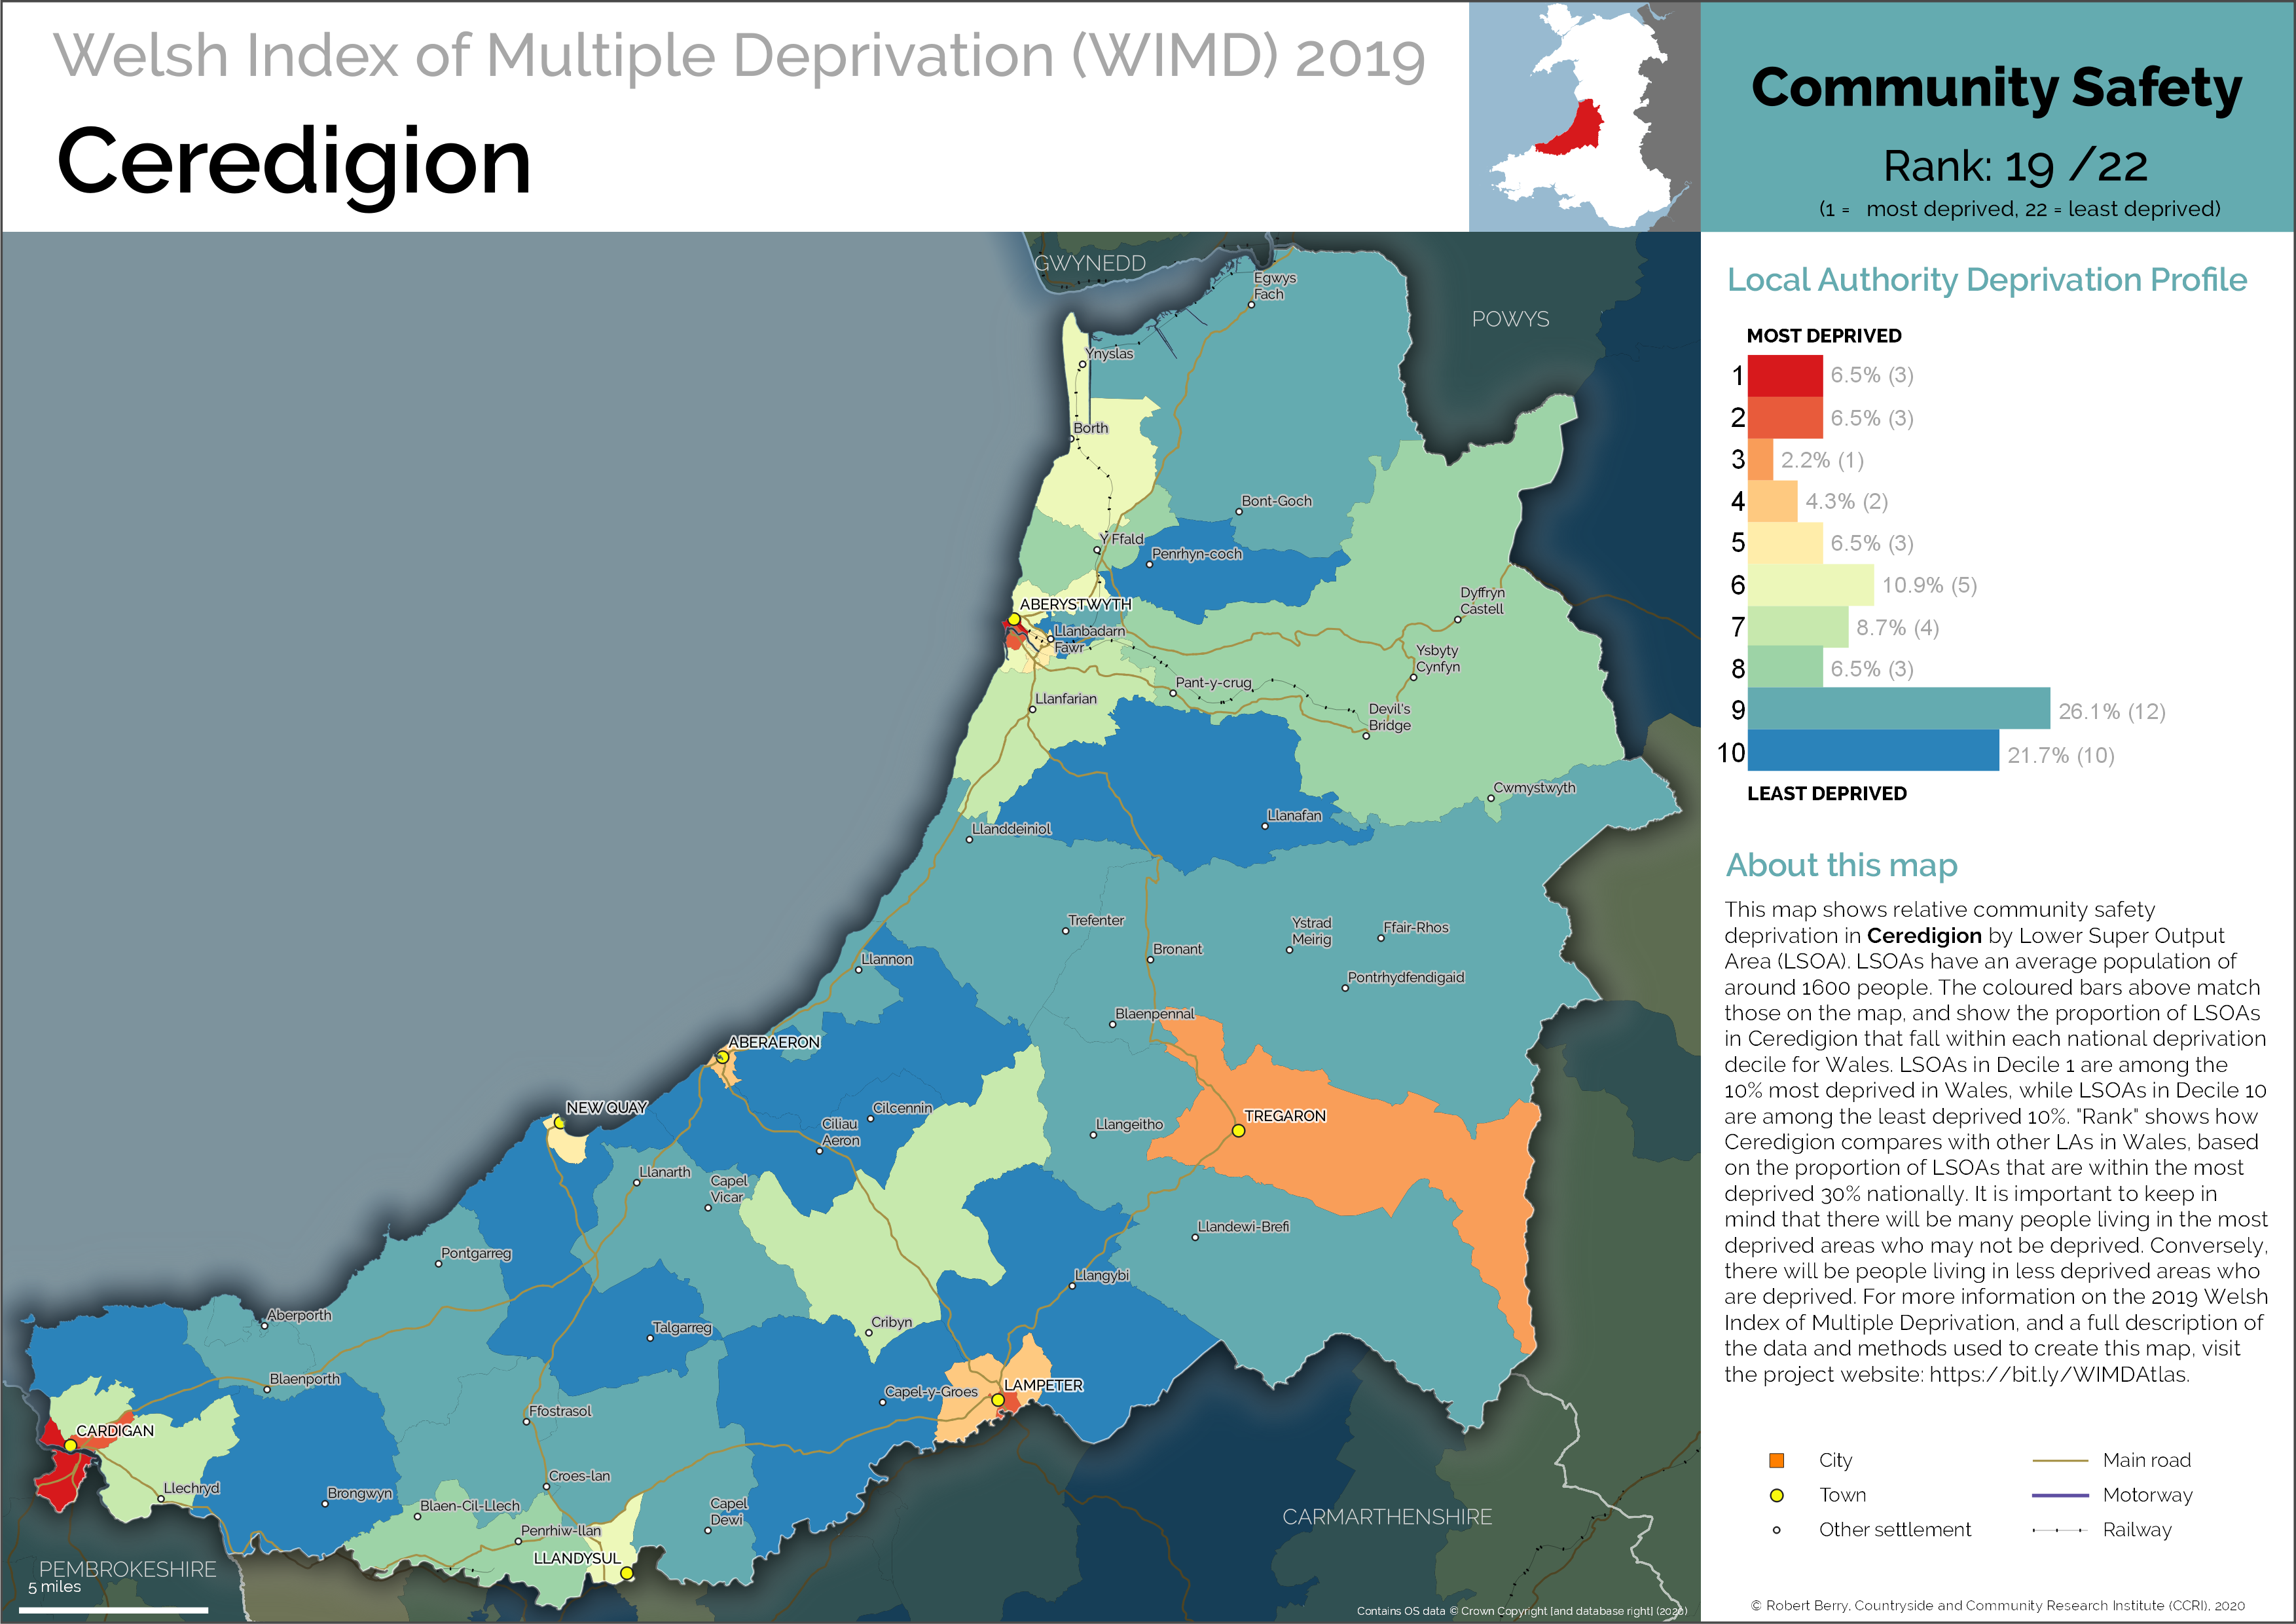 Welsh Index of Multiple Deprivation (WIMD) 2019
Ceredigion
Community Safety
Rank: 19 /22
(1 = most deprived, 22 = least deprived)
GWYNEDD
POWYS
Egwys
Fach
Ynyslas
Borth
Bont-Goch
Y Ffald
Penrhyn-coch
Dyffryn
Castell
ABERYSTWYTH
Llanbadarn
Fawr
Ysbyty
Cynfyn
Pant-y-crug
Llanfarian
Devil's
Bridge
Cwmystwyth
Llanafan
Llanddeiniol
Trefenter
Ystrad
Meirig
Ffair-Rhos
Bronant
Llannon
Pontrhydfendigaid
Blaenpennal
ABERAERON
NEW QUAY
Cilcennin
Ciliau
Aeron
Llangeitho
TREGARON
Llanarth
Capel
Vicar
Llandewi-Brefi
Pontgarreg
Llangybi
Aberporth
Talgarreg
Cribyn
Blaenporth
LAMPETER
Capel-y-Groes
Ffostrasol
CARDIGAN
Croes-lan
Llechryd
Brongwyn
Blaen-Cil-Llech
Capel
Dewi
Penrhiw-llan
LLANDYSUL
CARMARTHENSHIRE
PEMBROKESHIRE
5 miles
Contains OS data © Crown Copyright [and database right] (2020)
Local Authority Deprivation Profile
MOST DEPRIVED
1 6.5% (3)
2 6.5% (3)
3 2.2% (1)
4 4.3% (2)
5 6.5% (3)
6 10.9% (5)
7 8.7% (4)
8 6.5% (3)
9 26.1% (12)
10 21.7% (10)
LEAST DEPRIVED
About this map
This map shows relative community safety
deprivation in Ceredigion by Lower Super Output
Area (LSOA). LSOAs have an average population of
around 1600 people. The coloured bars above match
those on the map, and show the proportion of LSOAs
in Ceredigion that fall within each national deprivation
decile for Wales. LSOAs in Decile 1 are among the
10% most deprived in Wales, while LSOAs in Decile 10
are among the least deprived 10%. "Rank" shows how
Ceredigion compares with other LAs in Wales, based
on the proportion of LSOAs that are within the most
deprived 30% nationally. It is important to keep in
mind that there will be many people living in the most
deprived areas who may not be deprived. Conversely,
there will be people living in less deprived areas who
are deprived. For more information on the 2019 Welsh
Index of Multiple Deprivation, and a full description of
the data and methods used to create this map, visit
the project website: https://bit.ly/WIMDAtlas.
City
Main road
Town
Motorway
Other settlement
Railway
© Robert Berry, Countryside and Community Research Institute (CCRI), 2020